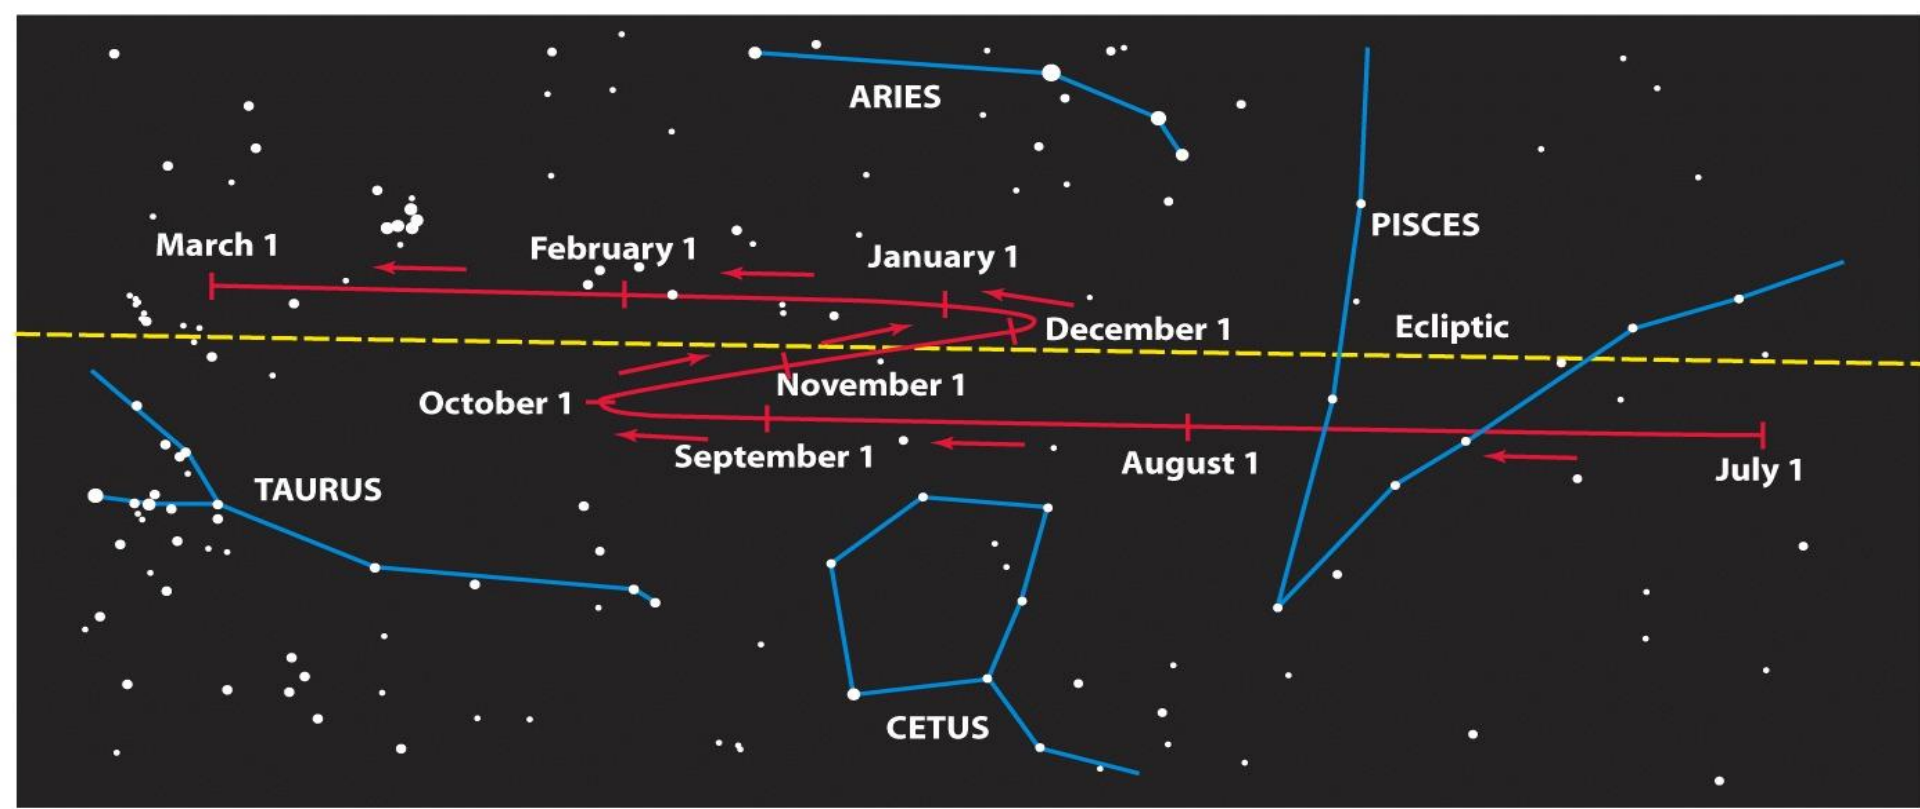 ARIES
PISCES
March 1
February 1
January 1
December 1
Ecliptic
November 1
October 1
September 1
August 1
July 1
TAURUS
CETUS